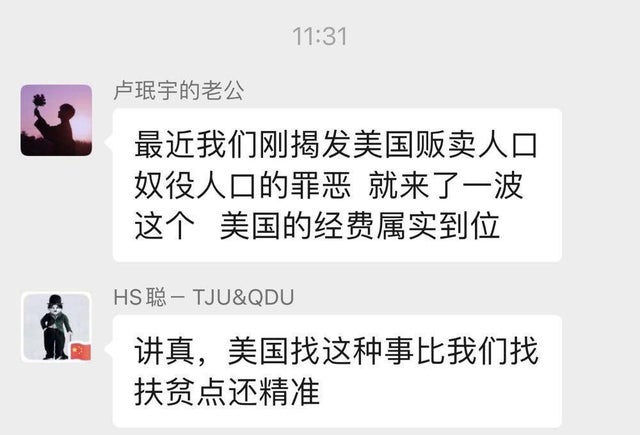 11:31
卢珉宇的老公
最近我们刚揭发美国贩卖人口
奴役人口的罪恶 就来了一波
这个 美国的经费属实到位
HS聪－TJU&QDU
讲真，美国找这种事比我们找
扶贫点还精准